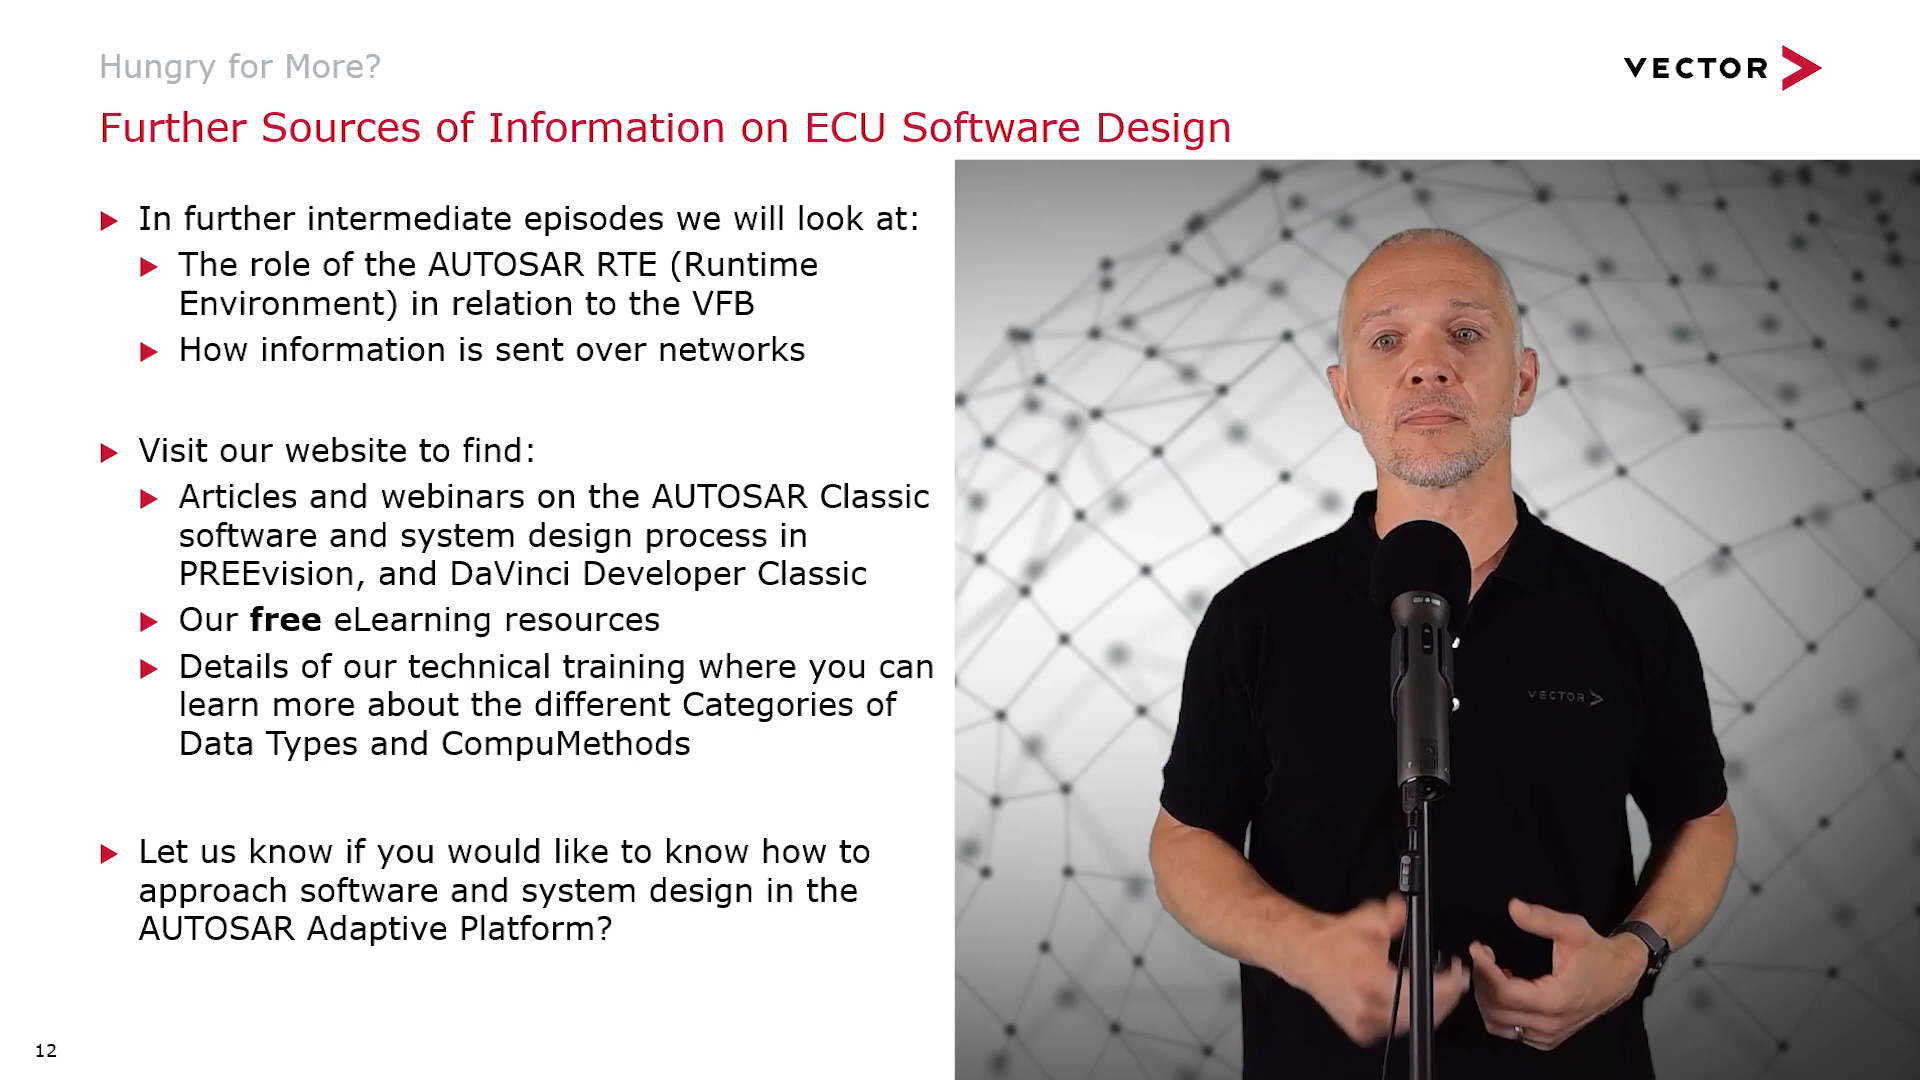 Hungry for More?
VECTOR
Further Sources of Information on ECU Software Design
In further intermediate episodes we will look at:
The role of the AUTOSAR RTE (Runtime
Environment) in relation to the VFB
How information is sent over networks
Visit our website to find:
Articles and webinars on the AUTOSAR Classic
software and system design process in
PREEvision, and DaVinci Developer Classic
Our free eLearning resources
Details of our technical training where you can
learn more about the different Categories of
Data Types and CompuMethods
Let us know if you would like to know how to
approach software and system design in the
AUTOSAR Adaptive Platform?
VECTOR
12